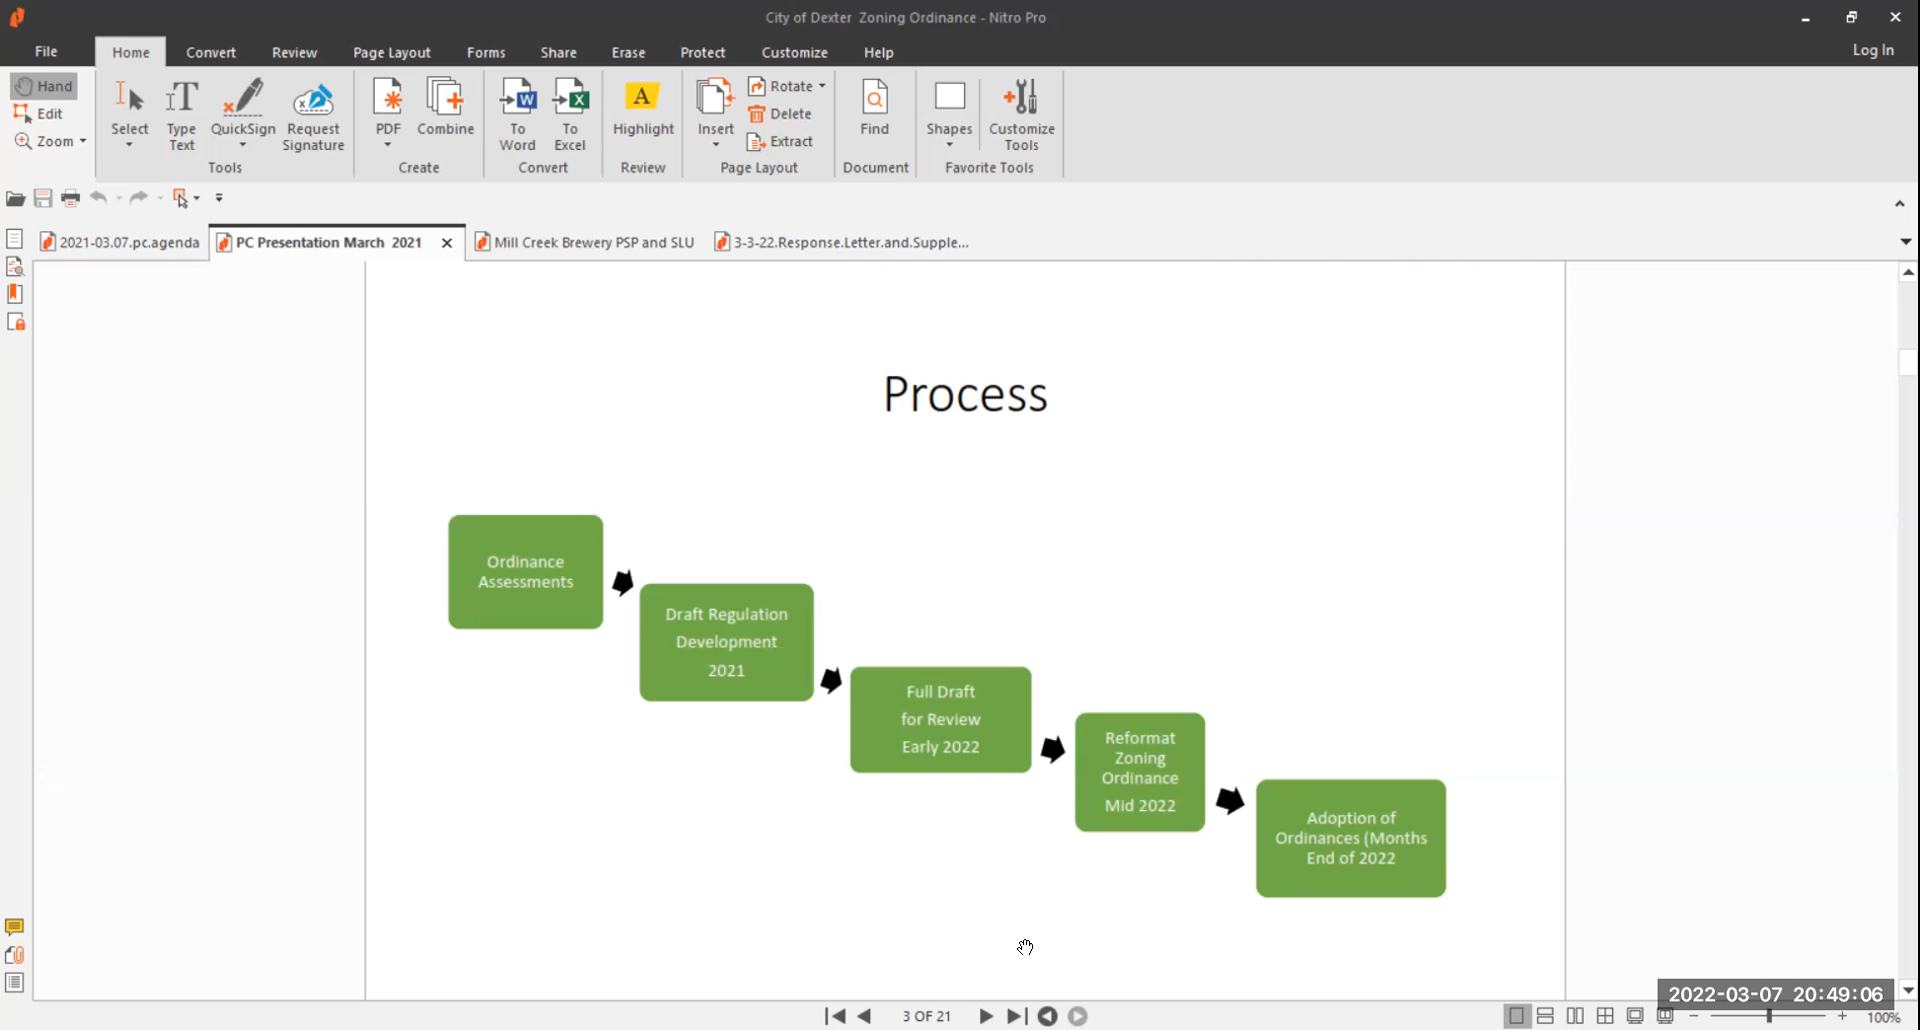 City of Dexter Zoning Ordinance - Nitro Pro
File Home Convert Review Page Layout Forms Share Erase Protect Customize Help Log In
Hand
Edit
Zoom
Select
Type
Text
QuickSign
Request
Signature
Tools
PDF
Combine
Create
To
Word
To
Excel
Convert
A
Highlight
Review
Insert
Rotate
Delete
Extract
Page Layout
Find
Document
Shapes
Customize
Tools
Favorite Tools
2021-03.07.pc.agenda
PC Presentation March 2021
Mill Creek Brewery PSP and SLU
3-3-22.Response.Letter.and.Supple...
Process
Ordinance
Assessments
Draft Regulation
Development
2021
Full Draft
for Review
Early 2022
Reformat
Zoning
Ordinance
Mid 2022
Adoption of
Ordinances (Months
End of 2022
2022-03-07 20:49:06
3 OF 21
100%